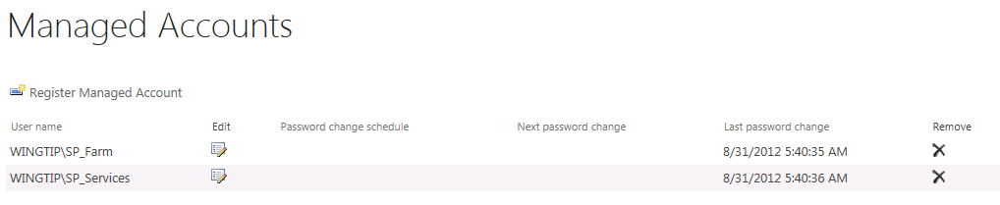 Managed Accounts
Register Managed Account
User name Edit Password change schedule Next password change Last password change Remove
WINGTIP\SP_Farm 8/31/2012 5:40:35 AM
WINGTIP\SP_Services 8/31/2012 5:40:36 AM